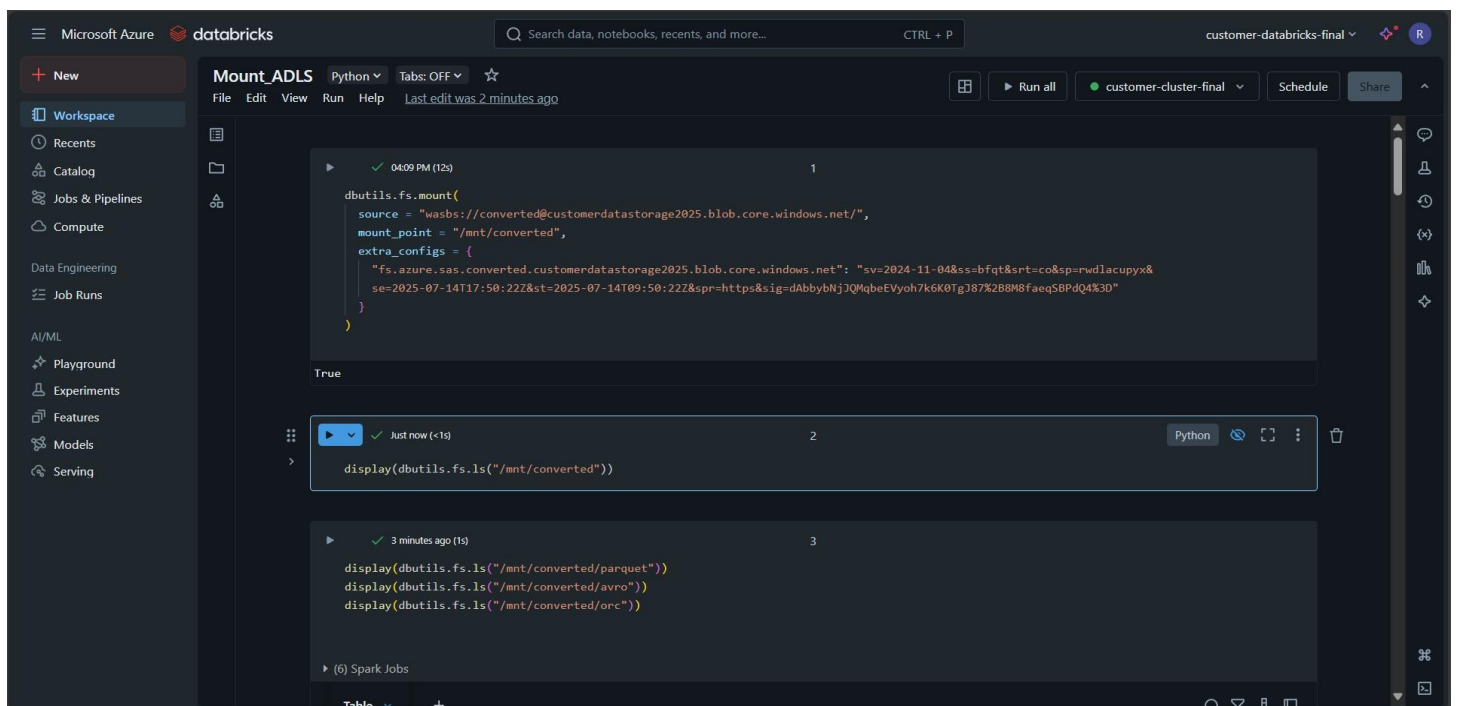 Microsoft Azure databricks
Search data, notebooks, recents, and more... CTRL + P
customer-databricks-final
R
New
Workspace
Recents
Catalog
Jobs & Pipelines
Compute
Data Engineering
Job Runs
AI/ML
Playground
Experiments
Features
Models
Serving
Mount_ADLS Python Tabs: OFF
File Edit View Run Help Last edit was 2 minutes ago
Run all customer-cluster-final Schedule Share
04:09 PM (12s) 1
dbutils.fs.mount(
source = "wasbs://converted@customerdatastorage2025.blob.core.windows.net/",
mount_point = "/mnt/converted",
extra_configs = {
"fs.azure.sas.converted.customerdatastorage2025.blob.core.windows.net": "sv=2024-11-04&ss=bfqt&srt=co&sp=rwdlacupyx&
se=2025-07-14T17:50:22Z&st=2025-07-14T09:50:22Z&spr=https&sig=dAbbybNjJQMqbeEVyoh7k6K0TgJ87%2B8M8faeqSBPdQ4%3D"
}
)
True
Just now (<1s) 2 Python
display(dbutils.fs.ls("/mnt/converted"))
3 minutes ago (1s) 3
display(dbutils.fs.ls("/mnt/converted/parquet"))
display(dbutils.fs.ls("/mnt/converted/avro"))
display(dbutils.fs.ls("/mnt/converted/orc"))
(6) Spark Jobs
Table